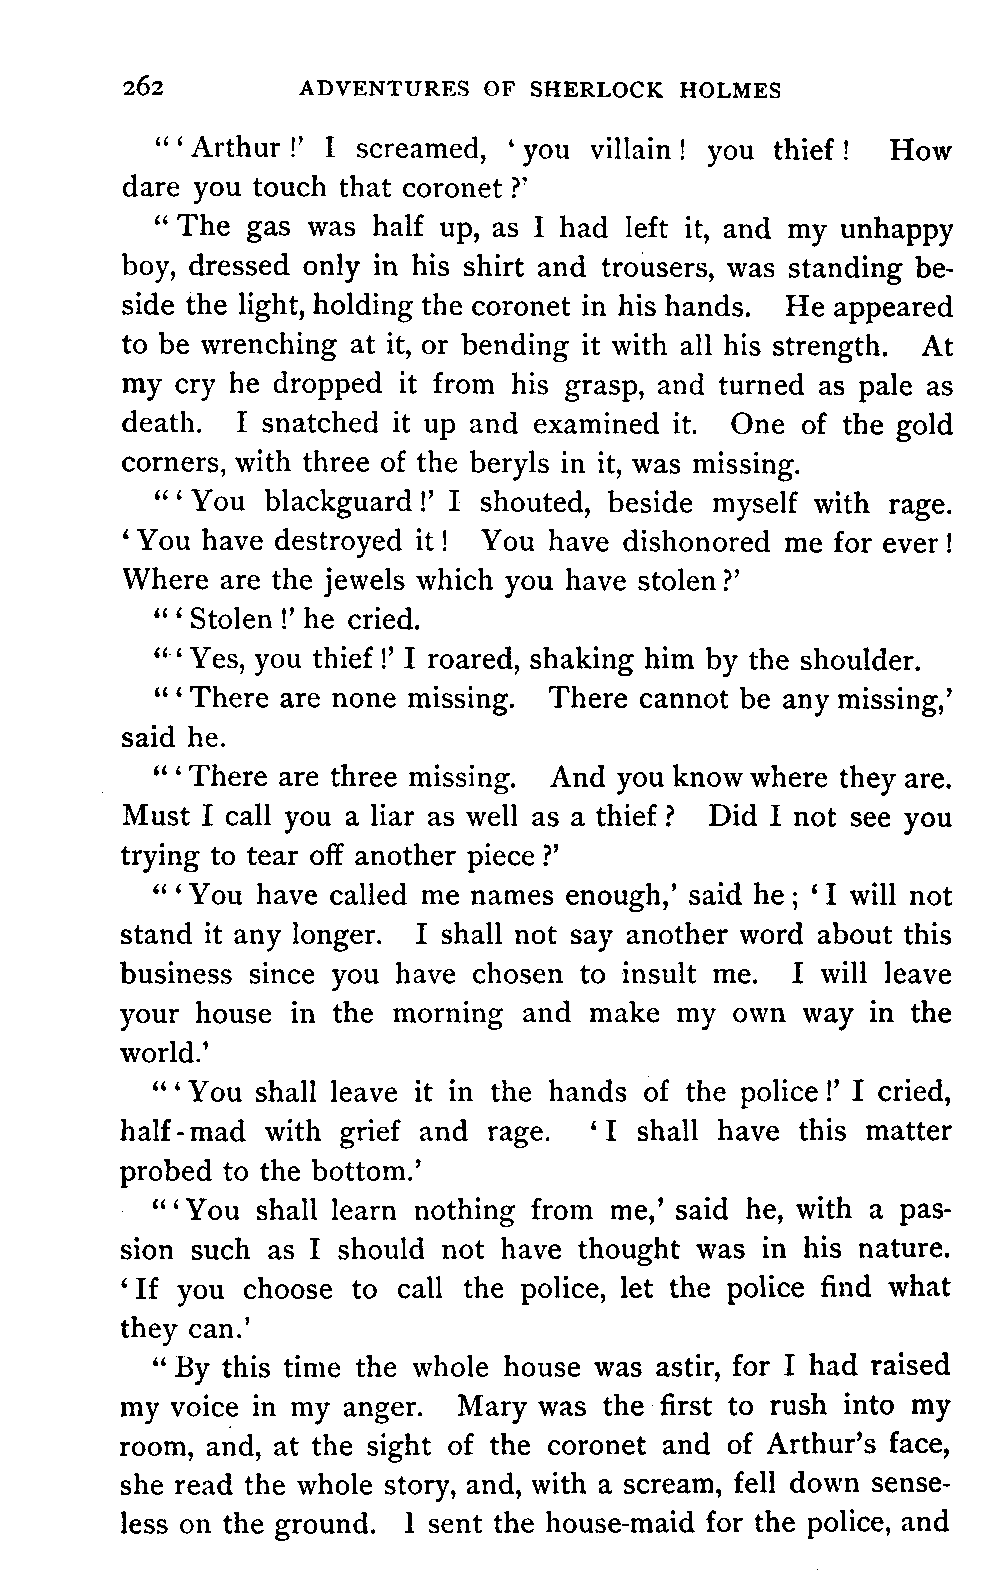 262 ADVENTURES OF SHERLOCK HOLMES
“‘Arthur!’ I screamed, ‘you villain! you thief! How
dare you touch that coronet?’
“The gas was half up, as I had left it, and my unhappy
boy, dressed only in his shirt and trousers, was standing be-
side the light, holding the coronet in his hands. He appeared
to be wrenching at it, or bending it with all his strength. At
my cry he dropped it from his grasp, and turned as pale as
death. I snatched it up and examined it. One of the gold
corners, with three of the beryls in it, was missing.
“‘You blackguard!’ I shouted, beside myself with rage.
‘You have destroyed it! You have dishonored me for ever!
Where are the jewels which you have stolen?’
“‘Stolen!’ he cried.
“‘Yes, you thief!’ I roared, shaking him by the shoulder.
“‘There are none missing. There cannot be any missing,’
said he.
“‘There are three missing. And you know where they are.
Must I call you a liar as well as a thief? Did I not see you
trying to tear off another piece?’
“‘You have called me names enough,’ said he; ‘I will not
stand it any longer. I shall not say another word about this
business since you have chosen to insult me. I will leave
your house in the morning and make my own way in the
world.’
“‘You shall leave it in the hands of the police!’ I cried,
half-mad with grief and rage. ‘I shall have this matter
probed to the bottom.’
“‘You shall learn nothing from me,’ said he, with a pas-
sion such as I should not have thought was in his nature.
‘If you choose to call the police, let the police find what
they can.’
“By this time the whole house was astir, for I had raised
my voice in my anger. Mary was the first to rush into my
room, and, at the sight of the coronet and of Arthur’s face,
she read the whole story, and, with a scream, fell down sense-
less on the ground. I sent the house-maid for the police, and